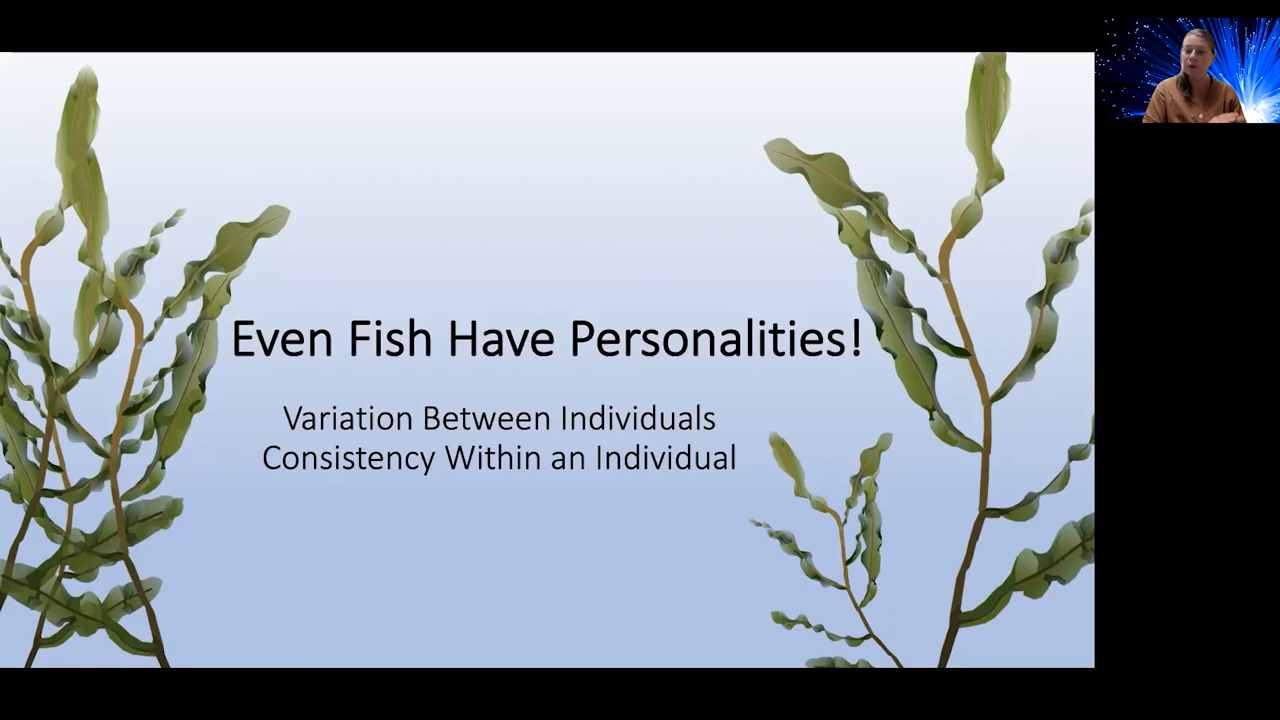 Even Fish Have Personalities!
Variation Between Individuals
Consistency Within an Individual